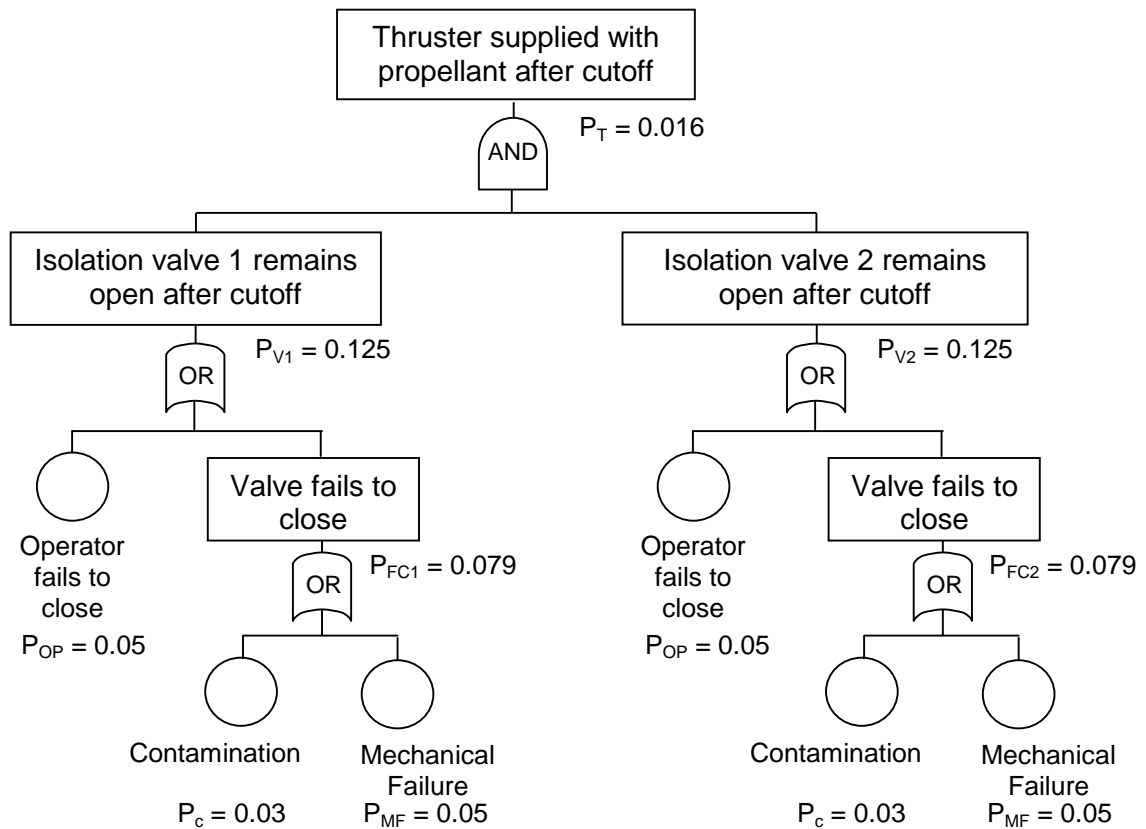 Thruster supplied with
propellant after cutoff
P_T = 0.016
AND
Isolation valve 1 remains
open after cutoff
Isolation valve 2 remains
open after cutoff
P_V1 = 0.125
P_V2 = 0.125
OR
OR
Valve fails to
close
Valve fails to
close
Operator
fails to
close
P_OP = 0.05
P_FC1 = 0.079
OR
Operator
fails to
close
P_OP = 0.05
P_FC2 = 0.079
OR
Contamination
P_c = 0.03
Mechanical
Failure
P_MF = 0.05
Contamination
P_c = 0.03
Mechanical
Failure
P_MF = 0.05